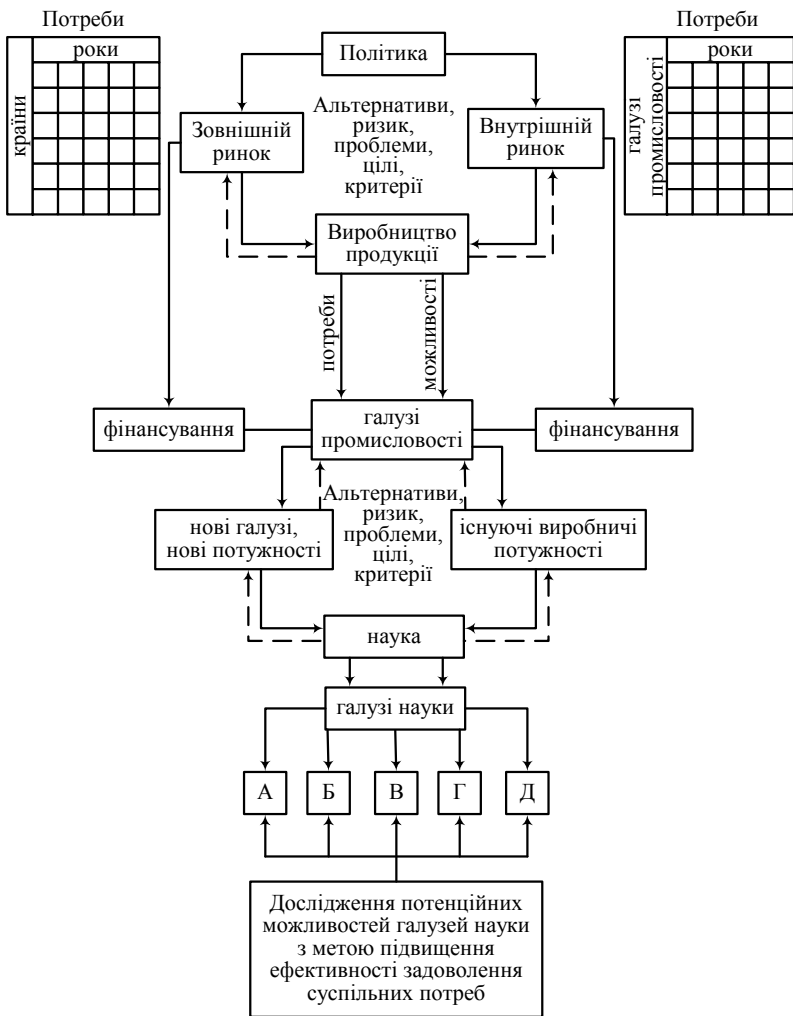 Потреби
роки
країни
Політика
Потреби
роки
галузі
промисловості
Зовнішній
ринок
Альтернативи,
ризик,
проблеми,
цілі,
критерії
Внутрішній
ринок
Виробництво
продукції
потреби
можливості
фінансування
галузі
промисловості
фінансування
нові галузі,
нові потужності
Альтернативи,
ризик,
проблеми,
цілі,
критерії
існуючі виробничі
потужності
наука
галузі науки
А
Б
В
Г
Д
Дослідження потенційних
можливостей галузей науки
з метою підвищення
ефективності задоволення
суспільних потреб